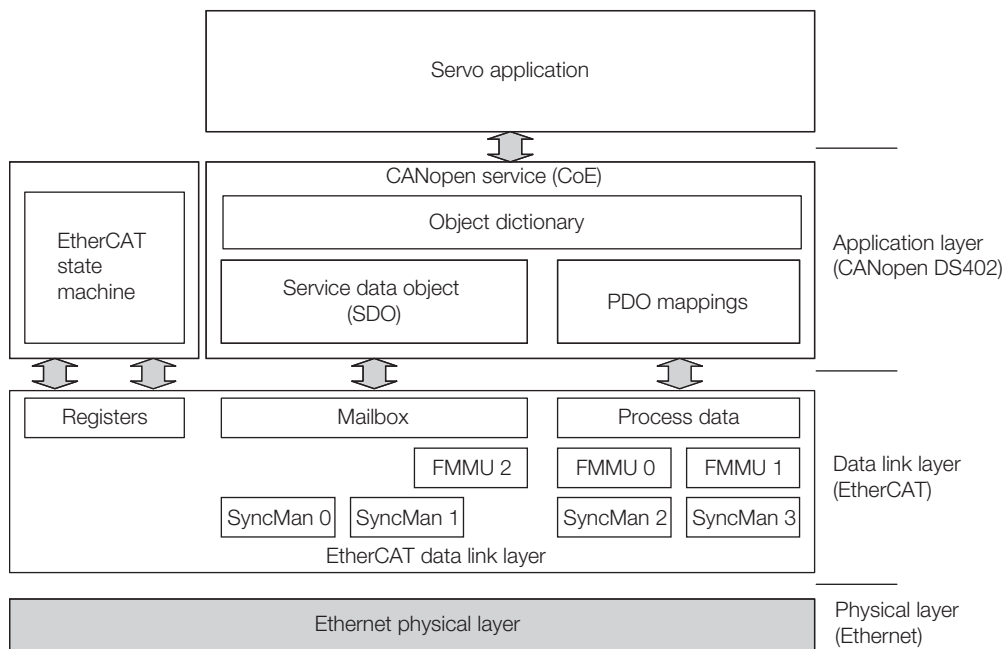 Servo application
CANopen service (CoE)
Object dictionary
EtherCAT
state
machine
Service data object
(SDO)
PDO mappings
Application layer
(CANopen DS402)
Registers
Mailbox
Process data
FMMU 2
FMMU 0
FMMU 1
SyncMan 0
SyncMan 1
SyncMan 2
SyncMan 3
EtherCAT data link layer
Data link layer
(EtherCAT)
Ethernet physical layer
Physical layer
(Ethernet)